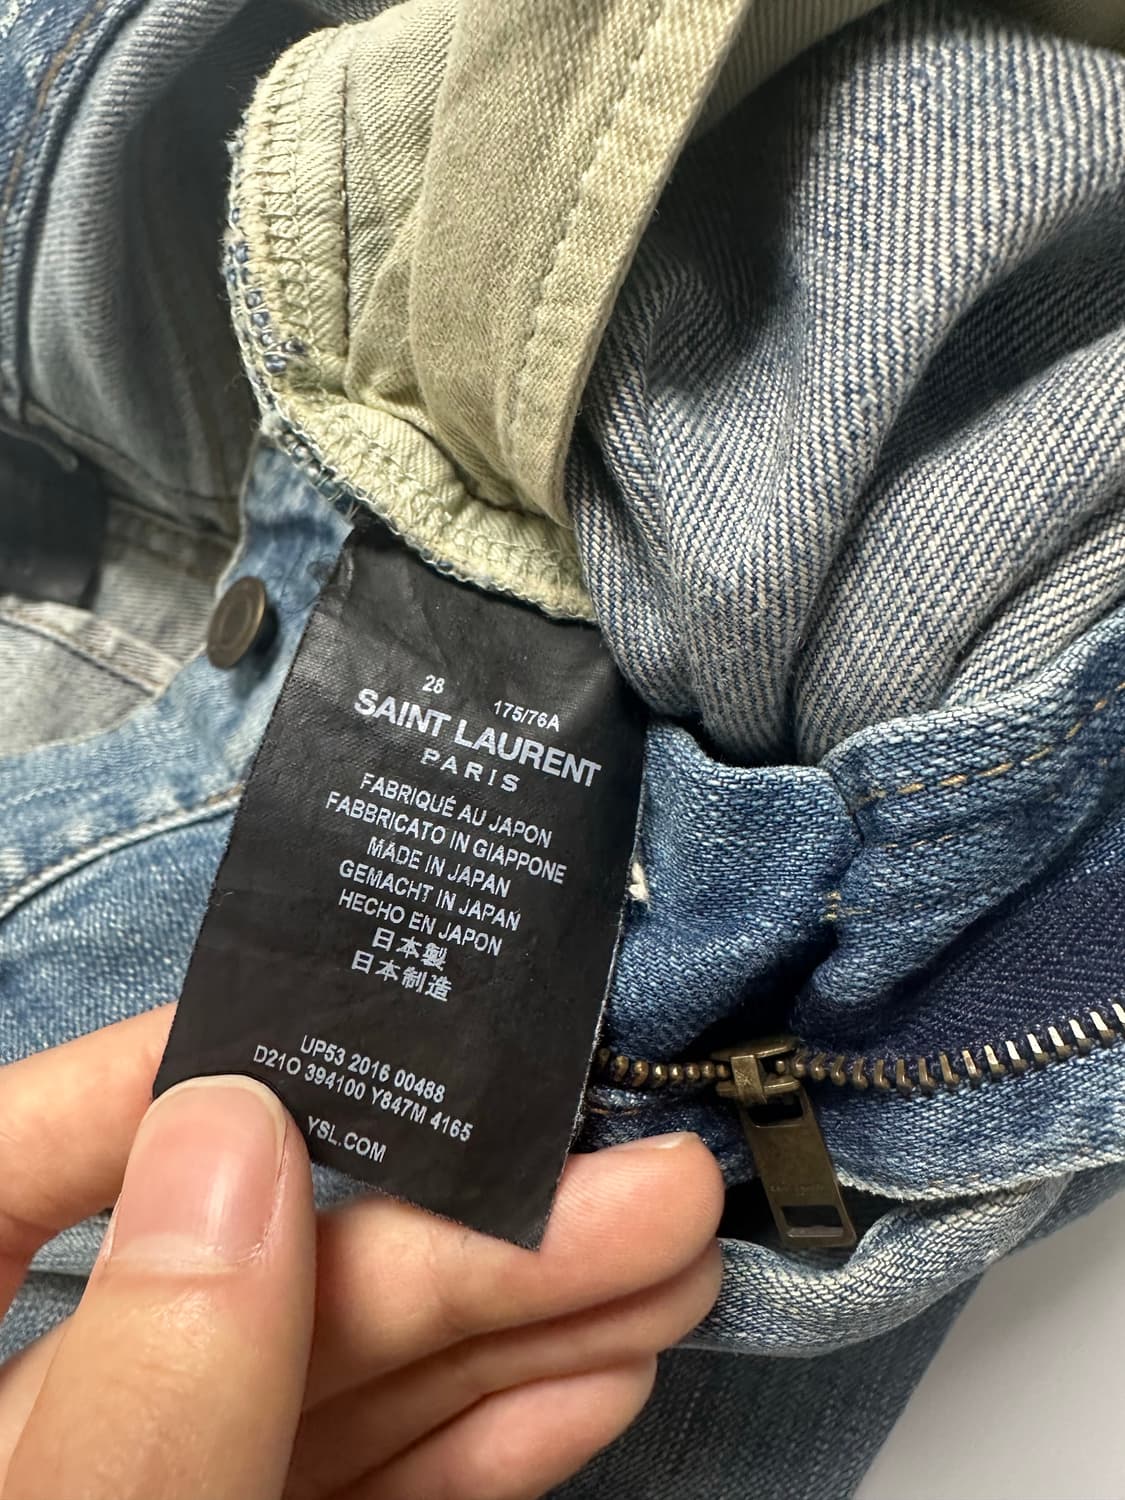 28 175/76A
SAINT LAURENT
PARIS
FABRIQUÉ AU JAPON
FABBRICATO IN GIAPPONE
MADE IN JAPAN
GEMACHT IN JAPAN
HECHO EN JAPON
日本製
日本制造
UP53 2016 00488
D21O 394100 Y847M 4165
YSL.COM